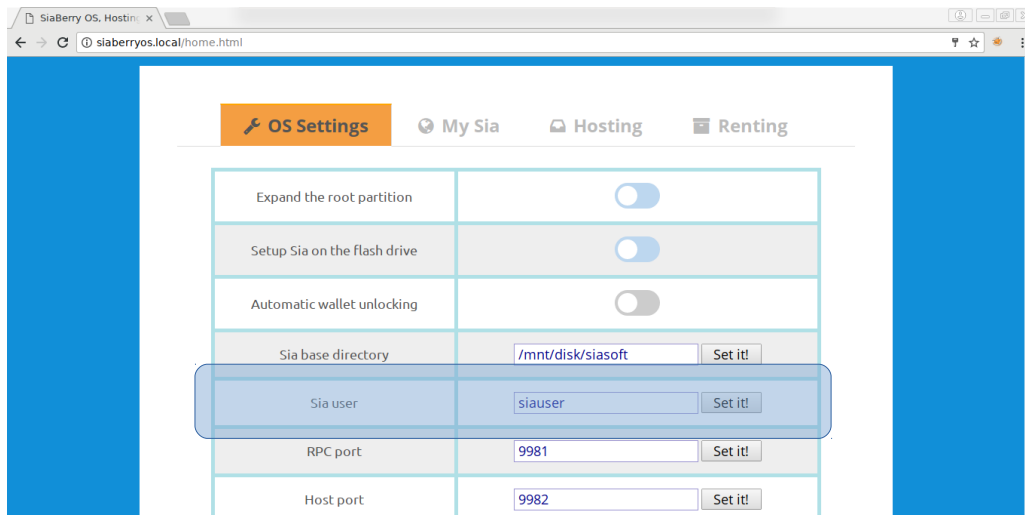 SiaBerry OS, Hosting
siaberryos.local/home.html
OS Settings My Sia Hosting Renting
Expand the root partition
Setup Sia on the flash drive
Automatic wallet unlocking
Sia base directory /mnt/disk/siasoft Set it!
Sia user siauser Set it!
RPC port 9981 Set it!
Host port 9982 Set it!